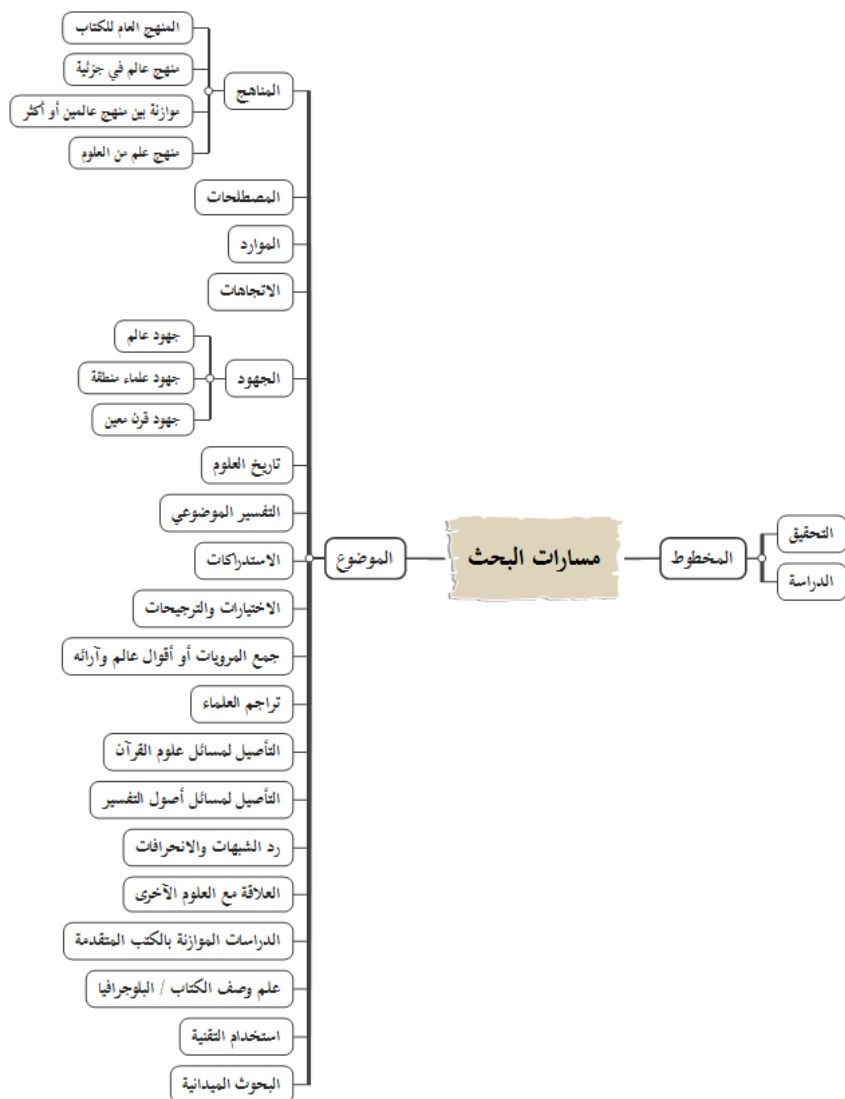 مسارات البحث
المخطوط
التحقيق
الدراسة
الموضوع
المناهج
المنهج العام للكتاب
منهج عالم في جزئية
موازنة بين منهج عالمين أو أكثر
منهج علم من العلوم
المصطلحات
الموارد
الاتجاهات
الجهود
جهود عالم
جهود علماء منطقة
جهود قرن معين
تاريخ العلوم
التفسير الموضوعي
الاستدراكات
الاختيارات والترجيحات
جمع المرويات أو أقوال عالم وآرائه
تراجم العلماء
التأصيل لمسائل علوم القرآن
التأصيل لمسائل أصول التفسير
رد الشبهات والانحرافات
العلاقة مع العلوم الآخرى
الدراسات الموازنة بالكتب المتقدمة
علم وصف الكتاب / البلوجرافيا
استخدام التقنية
البحوث الميدانية